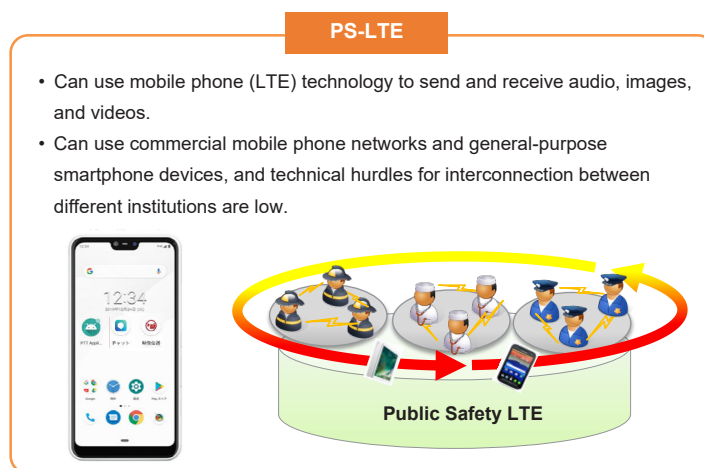 PS-LTE
• Can use mobile phone (LTE) technology to send and receive audio, images,
and videos.
• Can use commercial mobile phone networks and general-purpose
smartphone devices, and technical hurdles for interconnection between
different institutions are low.
12:34
Public Safety LTE